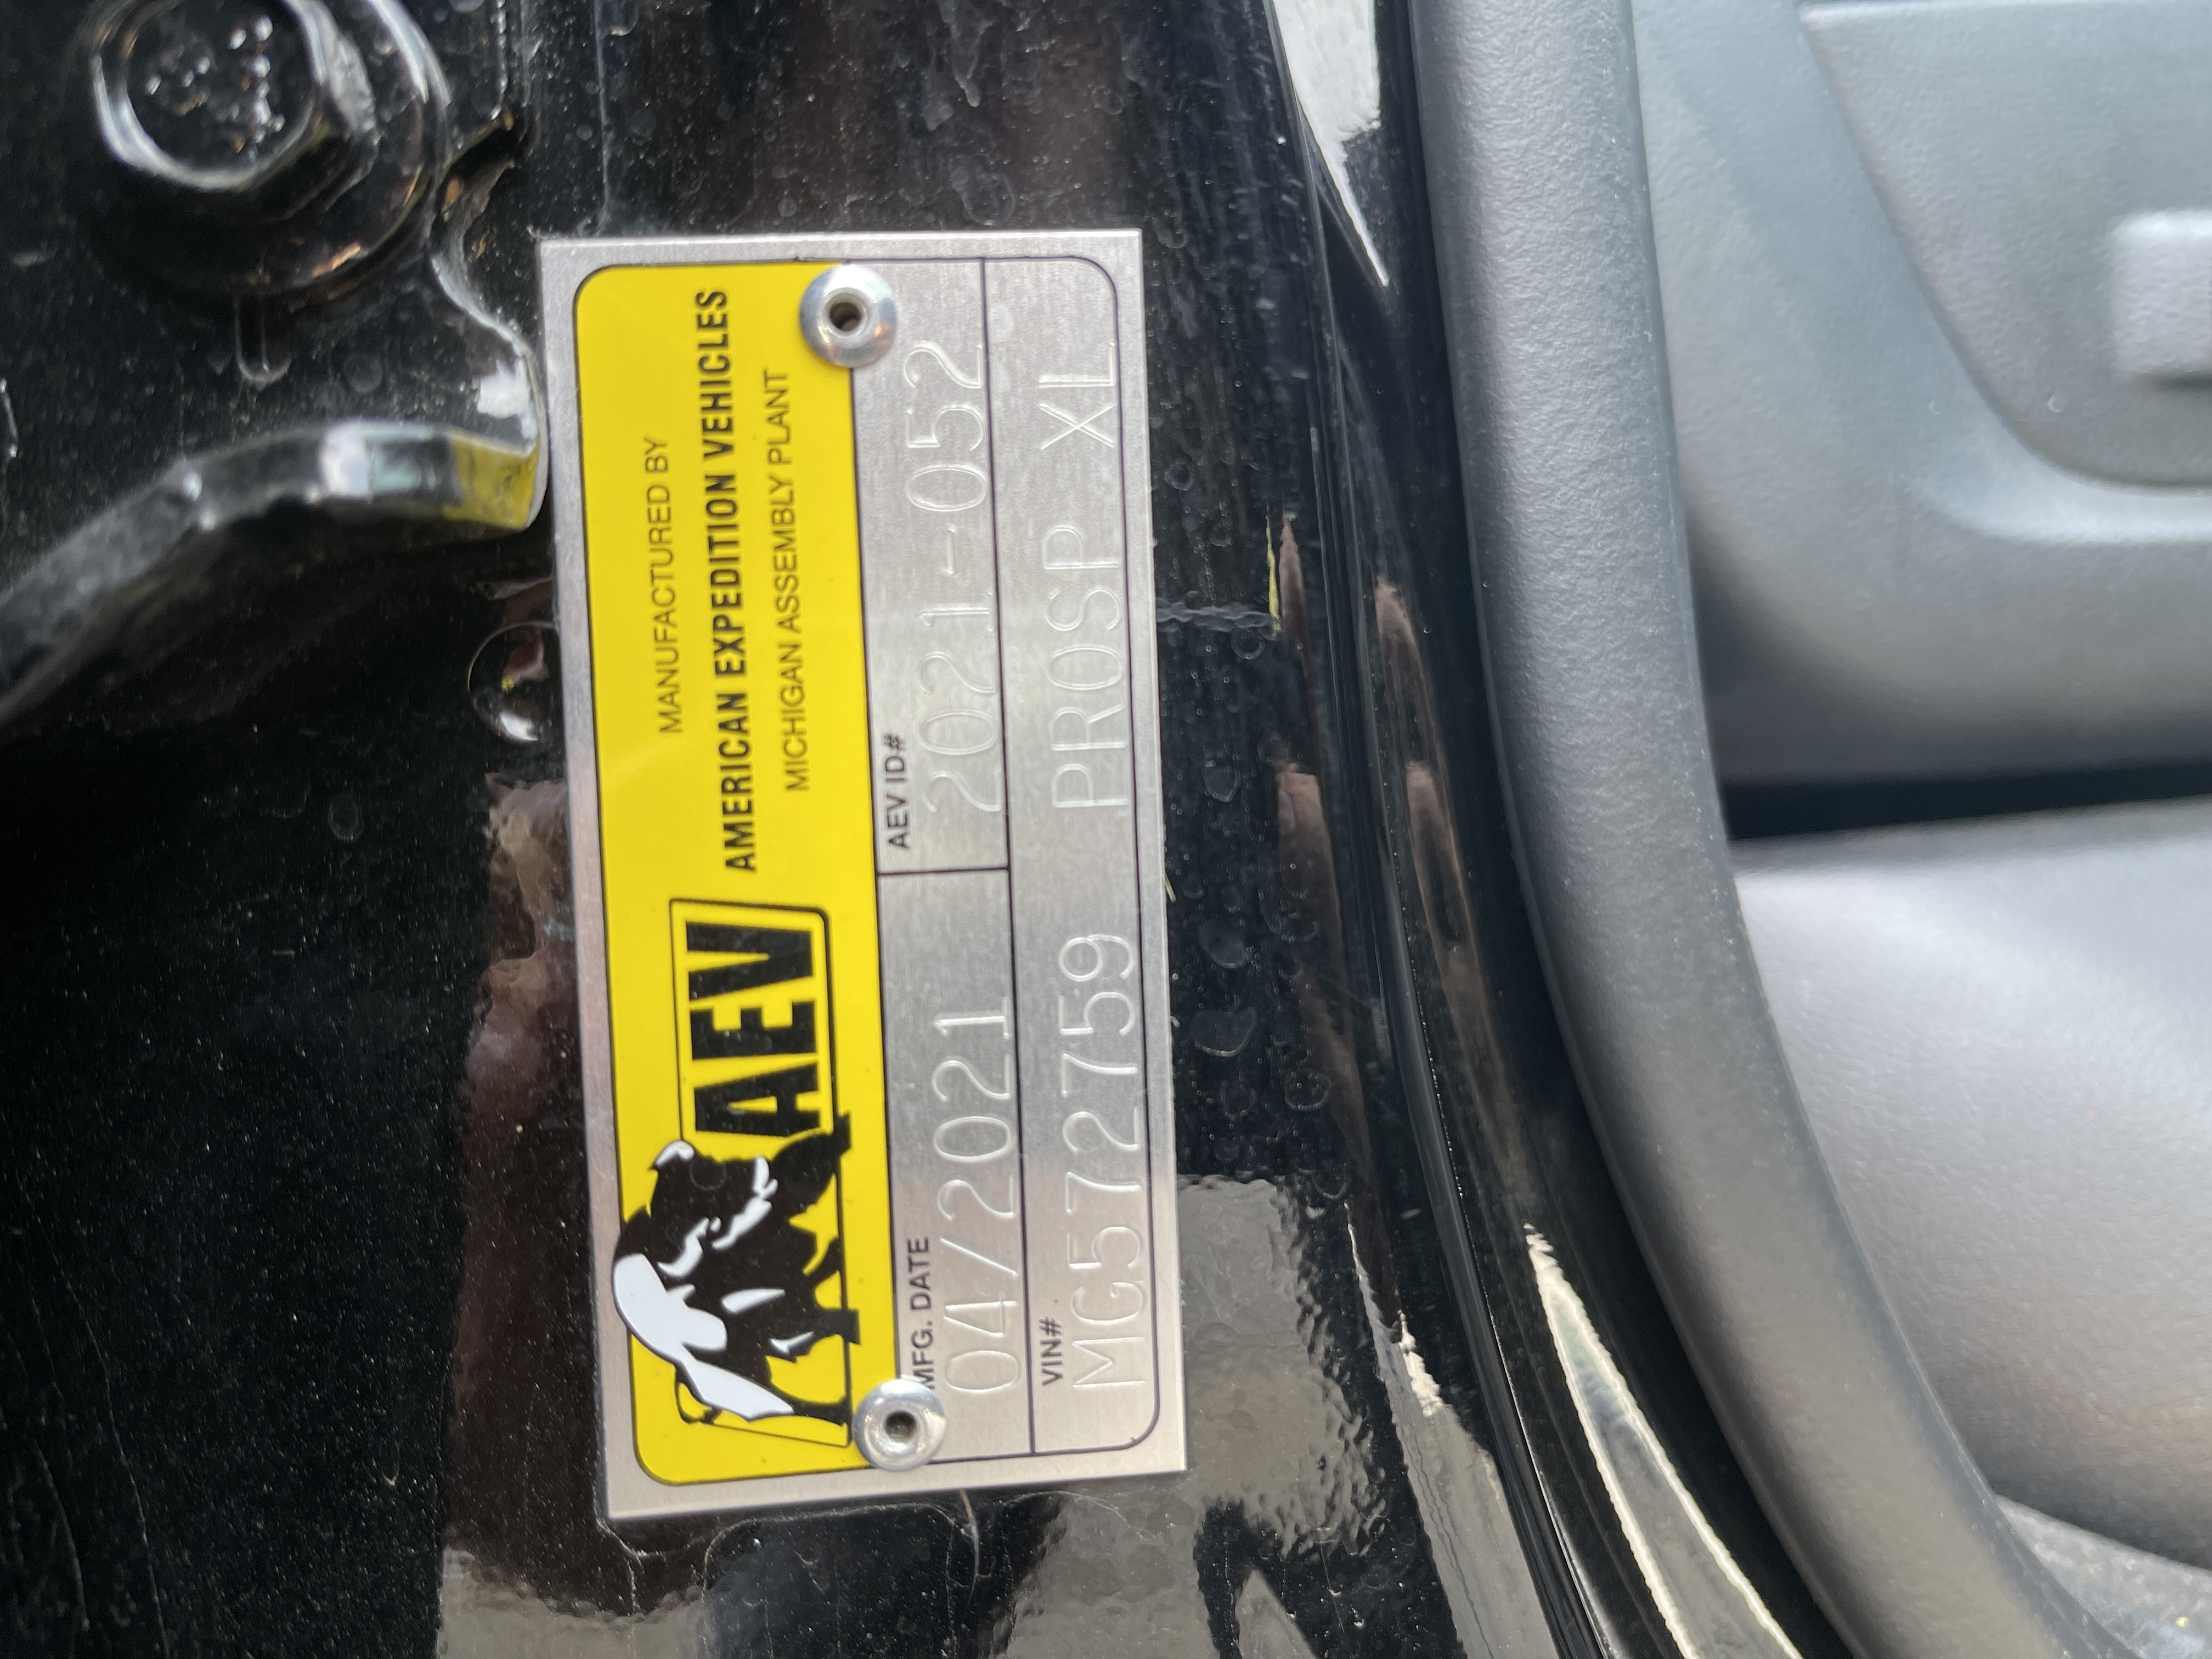 MANUFACTURED BY
AMERICAN EXPEDITION VEHICLES
MICHIGAN ASSEMBLY PLANT
AEV
MFG. DATE
04/2021
AEV ID#
2021-052
VIN#
MG572759 PROSP XL